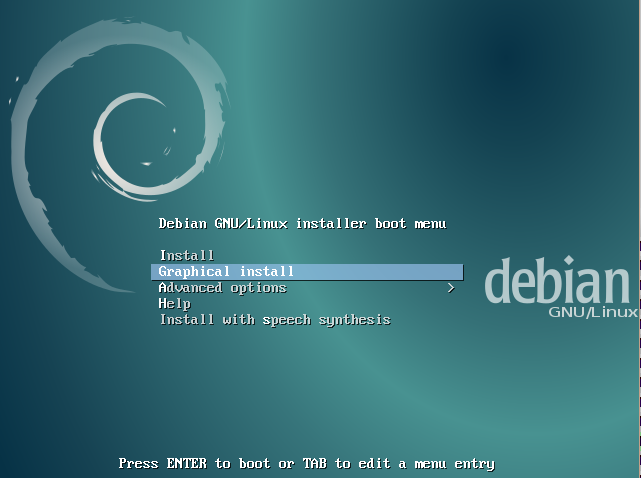 Debian GNU/Linux installer boot menu
Install
Graphical install
Advanced options >
Help
Install with speech synthesis
debian
GNU/Linux
Press ENTER to boot or TAB to edit a menu entry